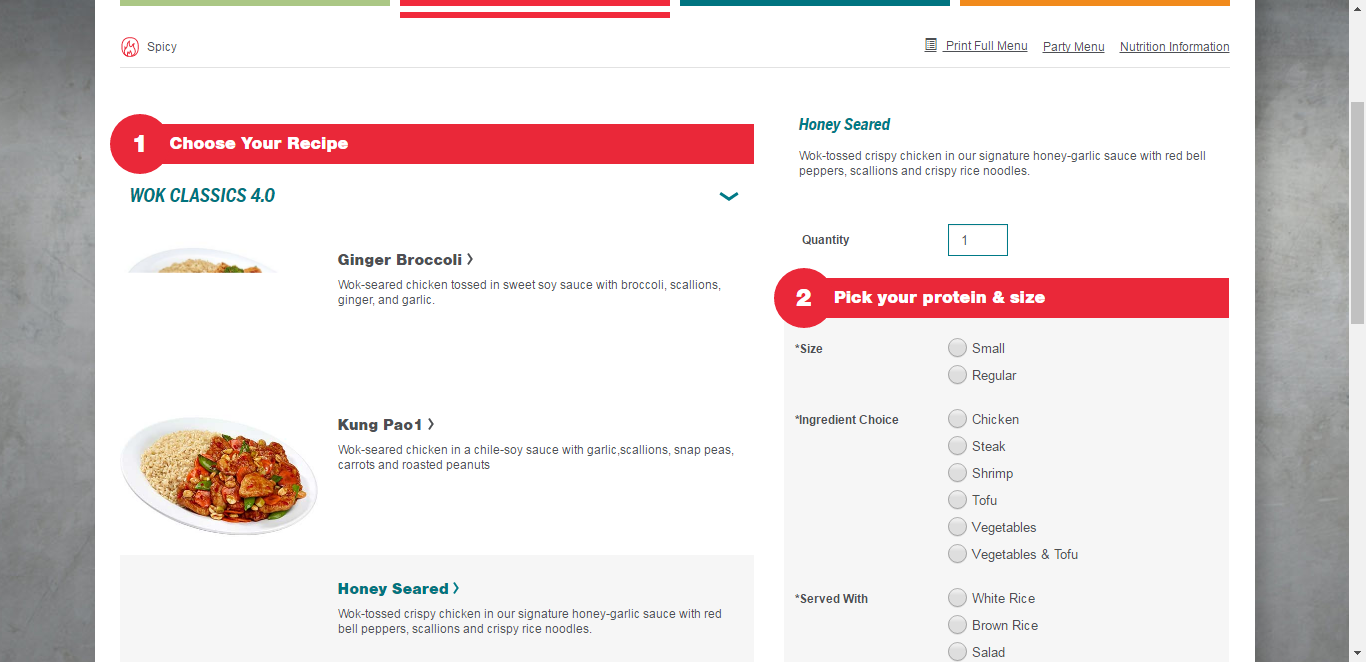 Spicy
Print Full Menu
Party Menu
Nutrition Information
1
Choose Your Recipe
WOK CLASSICS 4.0
Ginger Broccoli
Wok-seared chicken tossed in sweet soy sauce with broccoli, scallions,
ginger, and garlic.
Kung Pao1
Wok-seared chicken in a chile-soy sauce with garlic,scallions, snap peas,
carrots and roasted peanuts
Honey Seared
Wok-tossed crispy chicken in our signature honey-garlic sauce with red
bell peppers, scallions and crispy rice noodles.
Honey Seared
Wok-tossed crispy chicken in our signature honey-garlic sauce with red bell
peppers, scallions and crispy rice noodles.
Quantity
1
2
Pick your protein & size
*Size
Small
Regular
*Ingredient Choice
Chicken
Steak
Shrimp
Tofu
Vegetables
Vegetables & Tofu
*Served With
White Rice
Brown Rice
Salad